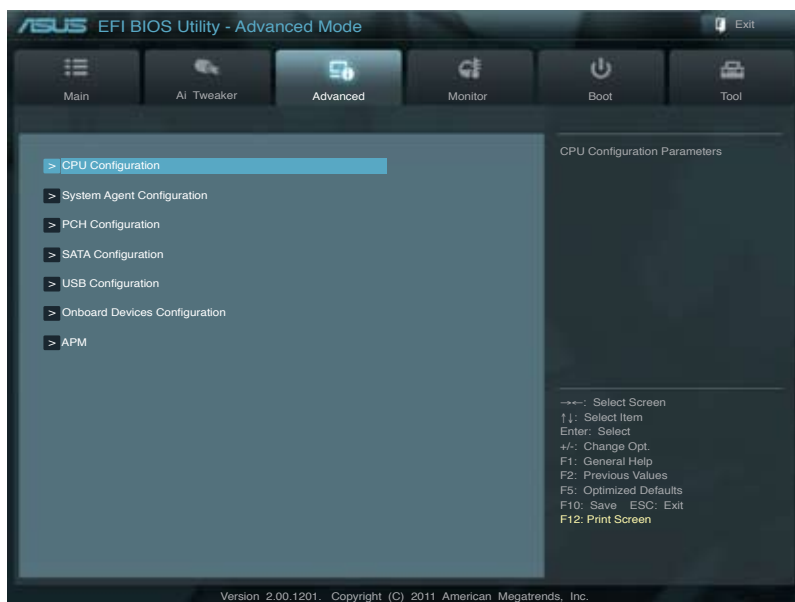 ASUS EFI BIOS Utility - Advanced Mode
Exit
Main
Ai Tweaker
Advanced
Monitor
Boot
Tool
> CPU Configuration
> System Agent Configuration
> PCH Configuration
> SATA Configuration
> USB Configuration
> Onboard Devices Configuration
> APM
CPU Configuration Parameters
→←: Select Screen
↑↓: Select Item
Enter: Select
+/-: Change Opt.
F1: General Help
F2: Previous Values
F5: Optimized Defaults
F10: Save ESC: Exit
F12: Print Screen
Version 2.00.1201. Copyright (C) 2011 American Megatrends, Inc.